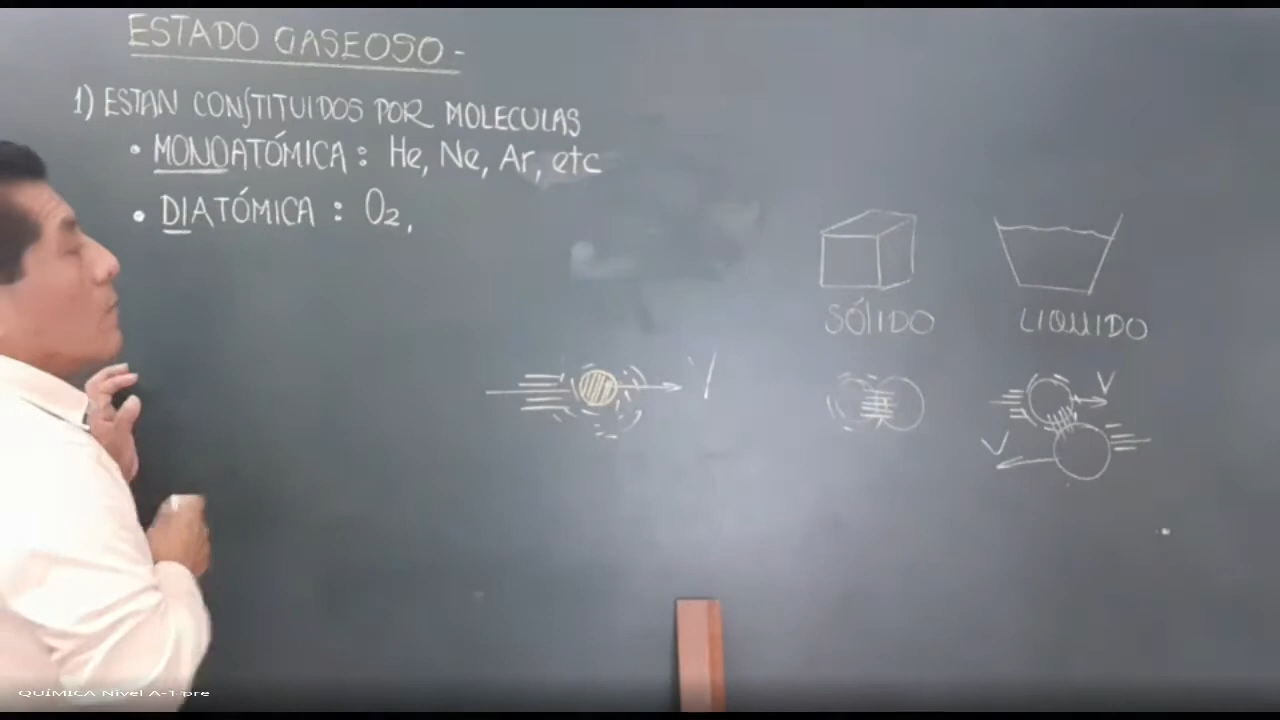 ESTADO GASEOSO -
1) ESTAN CONSTITUIDOS POR MOLECULAS
• MONOATÓMICA : He, Ne, Ar, etc
• DIATÓMICA : O₂,
SÓLIDO
LIQUIDO
V
V
V
QUÍMICA Nivel A-1 pre